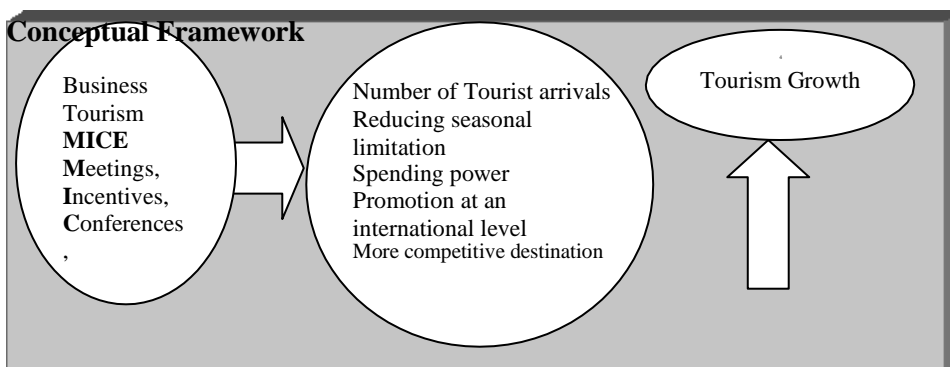 Conceptual Framework
Business
Tourism
MICE
Meetings,
Incentives,
Conferences
,
Number of Tourist arrivals
Reducing seasonal
limitation
Spending power
Promotion at an
international level
More competitive destination
Tourism Growth